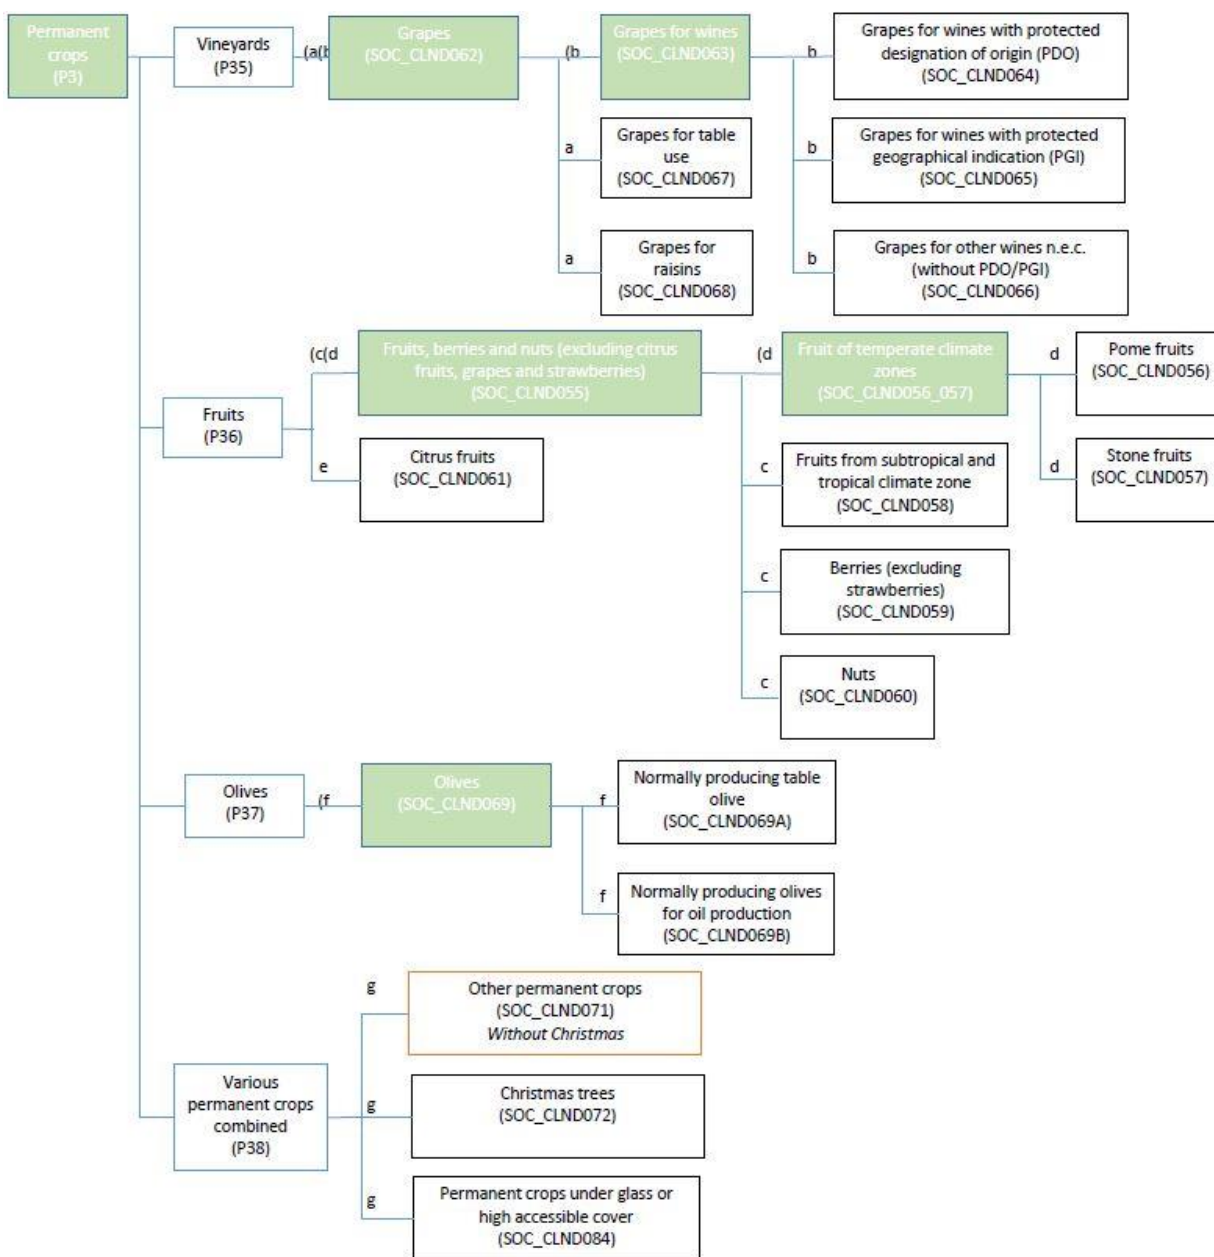 Permanent
crops
(P3)
Vineyards
(P35)
(a(b
Grapes
(SOC_CLND062)
(b
Grapes for wines
(SOC_CLND063)
b
Grapes for wines with protected
designation of origin (PDO)
(SOC_CLND064)
a
Grapes for table
use
(SOC_CLND067)
b
Grapes for wines with protected
geographical indication (PGI)
(SOC_CLND065)
a
Grapes for
raisins
(SOC_CLND068)
b
Grapes for other wines n.e.c.
(without PDO/PGI)
(SOC_CLND066)
Fruits
(P36)
(c(d
Fruits, berries and nuts (excluding citrus
fruits, grapes and strawberries)
(SOC_CLND055)
(d
Fruit of temperate climate
zones
(SOC_CLND056_057)
d
Pome fruits
(SOC_CLND056)
e
Citrus fruits
(SOC_CLND061)
c
Fruits from subtropical and
tropical climate zone
(SOC_CLND058)
d
Stone fruits
(SOC_CLND057)
c
Berries (excluding
strawberries)
(SOC_CLND059)
c
Nuts
(SOC_CLND060)
Olives
(P37)
(f
Olives
(SOC_CLND069)
f
Normally producing table
olive
(SOC_CLND069A)
f
Normally producing olives
for oil production
(SOC_CLND069B)
Various
permanent crops
combined
(P38)
g
Other permanent crops
(SOC_CLND071)
Without Christmas
g
Christmas trees
(SOC_CLND072)
g
Permanent crops under glass or
high accessible cover
(SOC_CLND084)